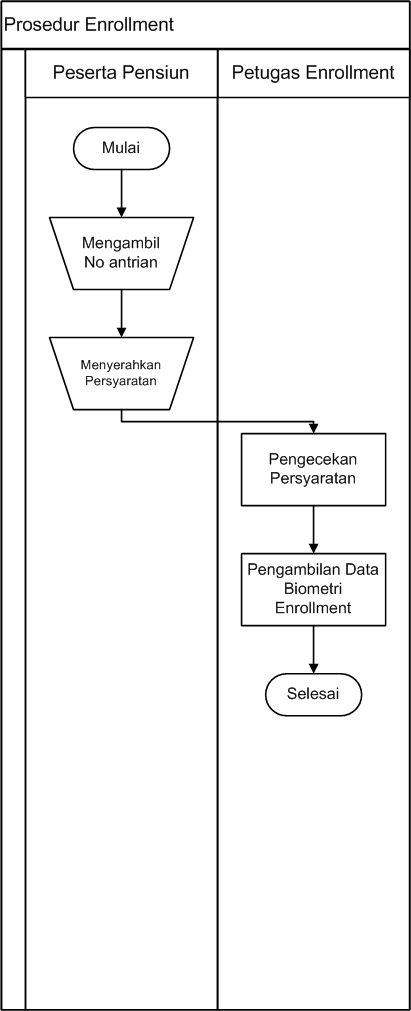 Prosedur Enrollment
Peserta Pensiun
Petugas Enrollment
Mulai
Mengambil
No antrian
Menyerahkan
Persyaratan
Pengecekan
Persyaratan
Pengambilan Data
Biometri
Enrollment
Selesai